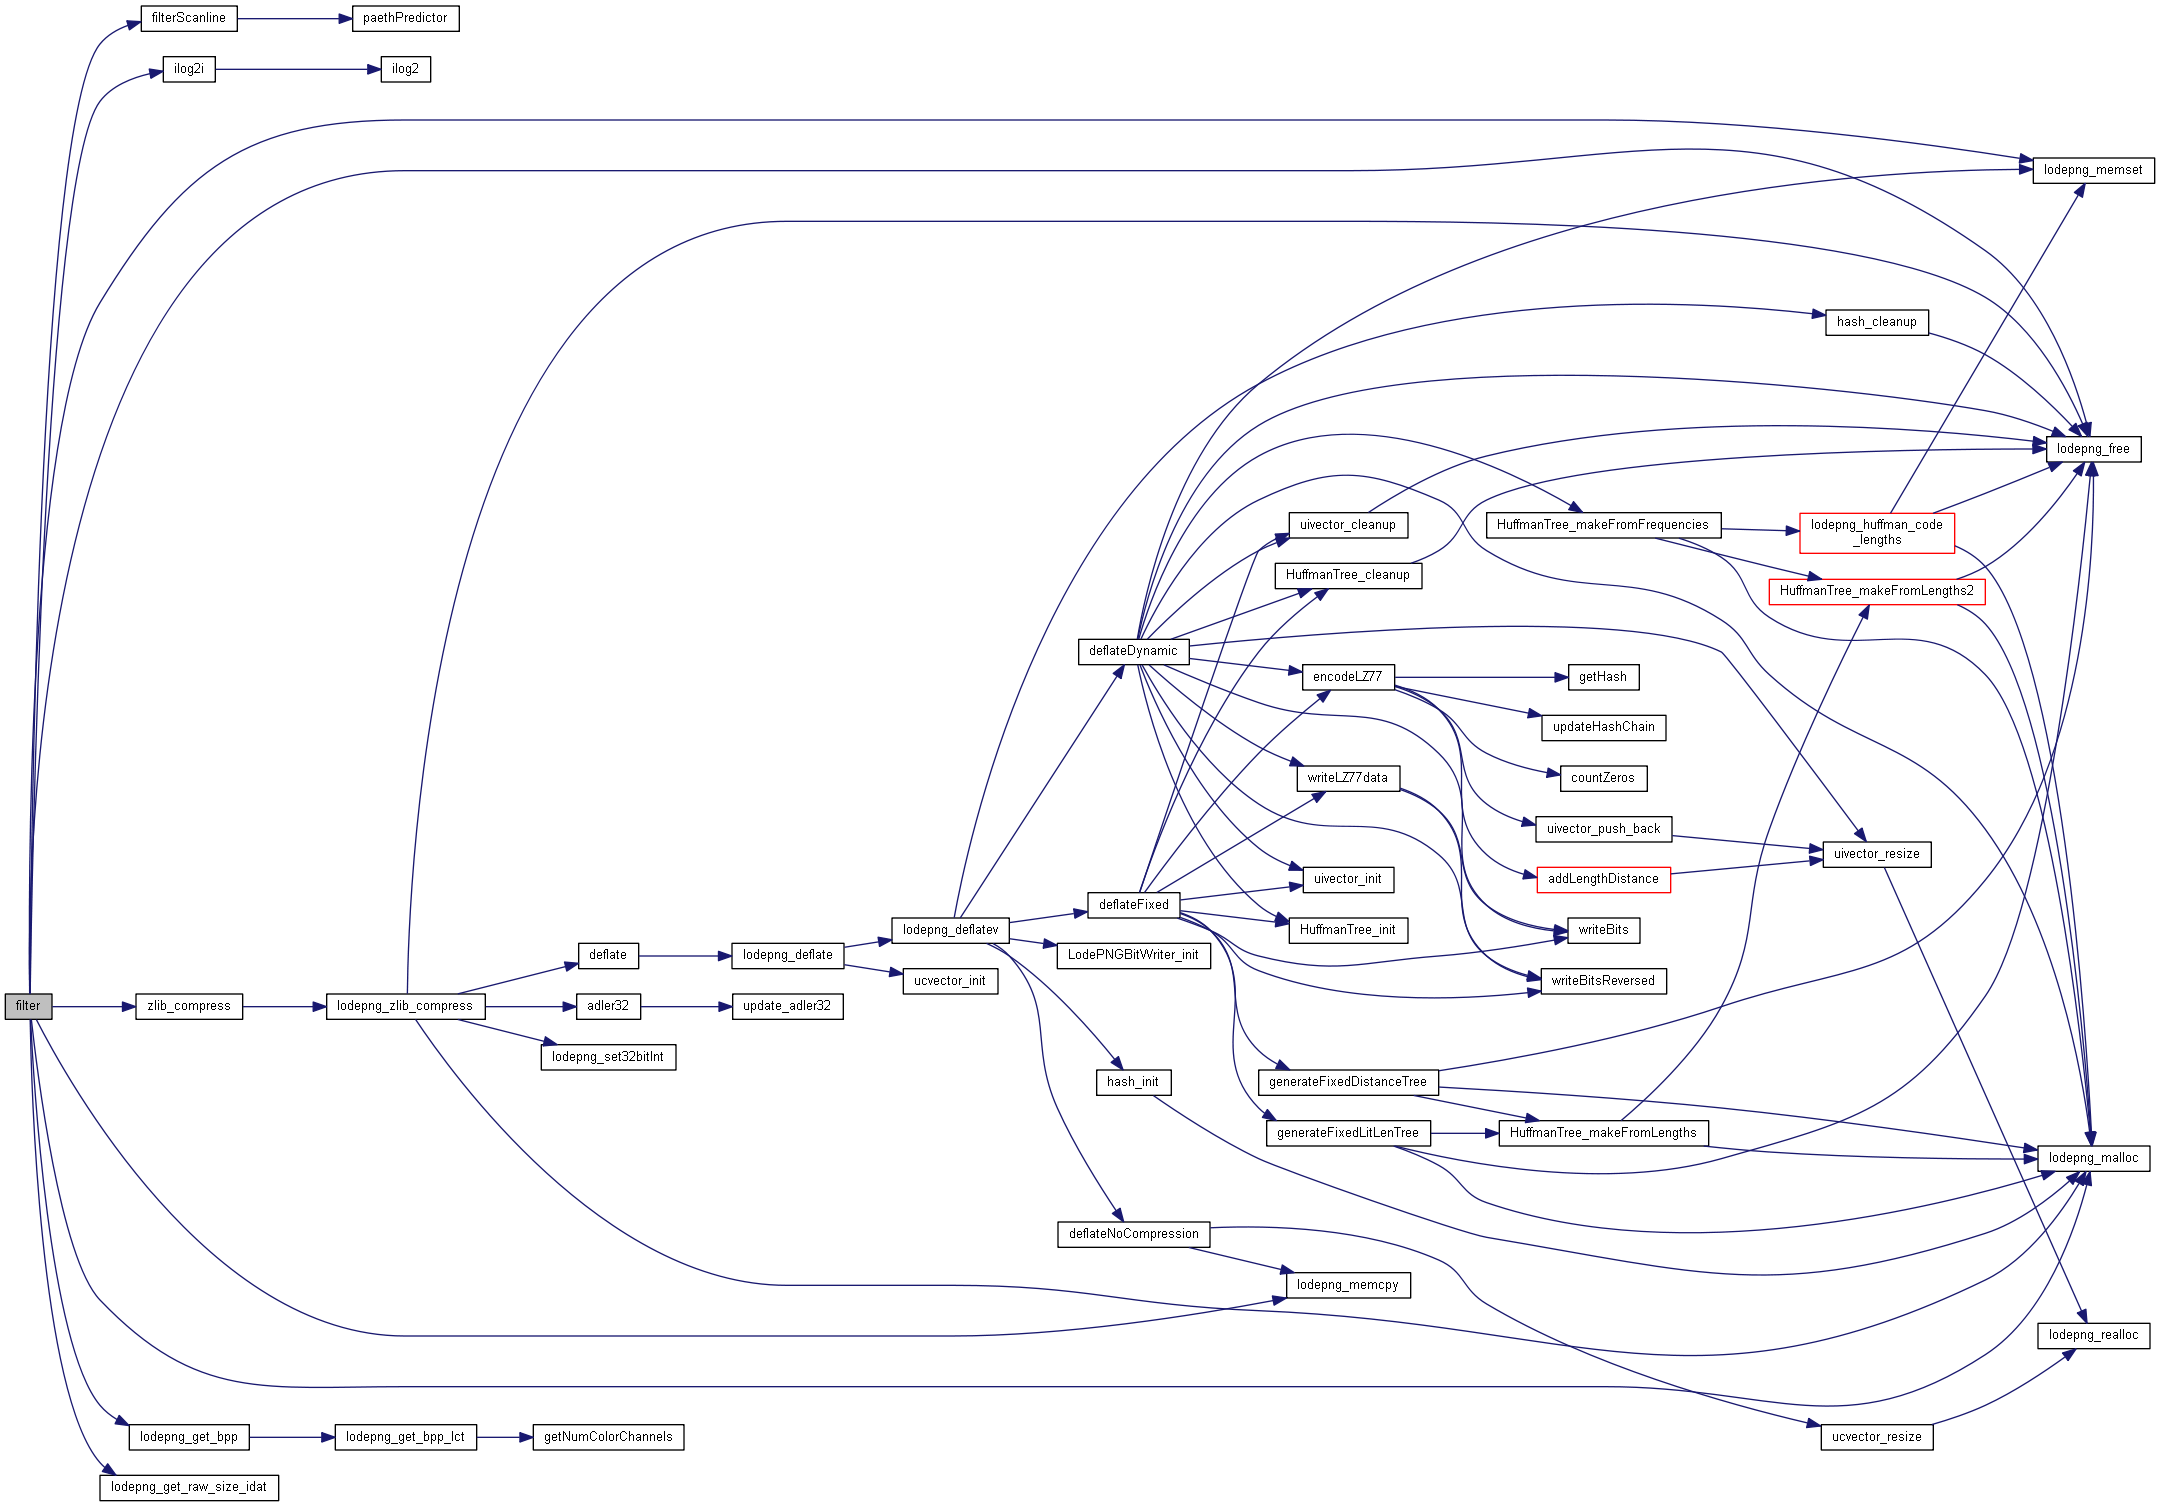 filterScanline
paethPredictor
ilog2i
ilog2
lodepng_memset
hash_cleanup
lodepng_free
uivector_cleanup
HuffmanTree_makeFromFrequencies
lodepng_huffman_code
_lengths
HuffmanTree_cleanup
HuffmanTree_makeFromLengths2
deflateDynamic
encodeLZ77
getHash
updateHashChain
writeLZ77data
countZeros
uivector_push_back
uivector_resize
uivector_init
addLengthDistance
deflateFixed
lodepng_deflatev
HuffmanTree_init
writeBits
deflate
lodepng_deflate
LodePNGBitWriter_init
ucvector_init
writeBitsReversed
filter
zlib_compress
lodepng_zlib_compress
adler32
update_adler32
lodepng_set32bitInt
hash_init
generateFixedDistanceTree
generateFixedLitLenTree
HuffmanTree_makeFromLengths
lodepng_malloc
deflateNoCompression
lodepng_memcpy
lodepng_realloc
lodepng_get_bpp
lodepng_get_bpp_lct
getNumColorChannels
ucvector_resize
lodepng_get_raw_size_idat